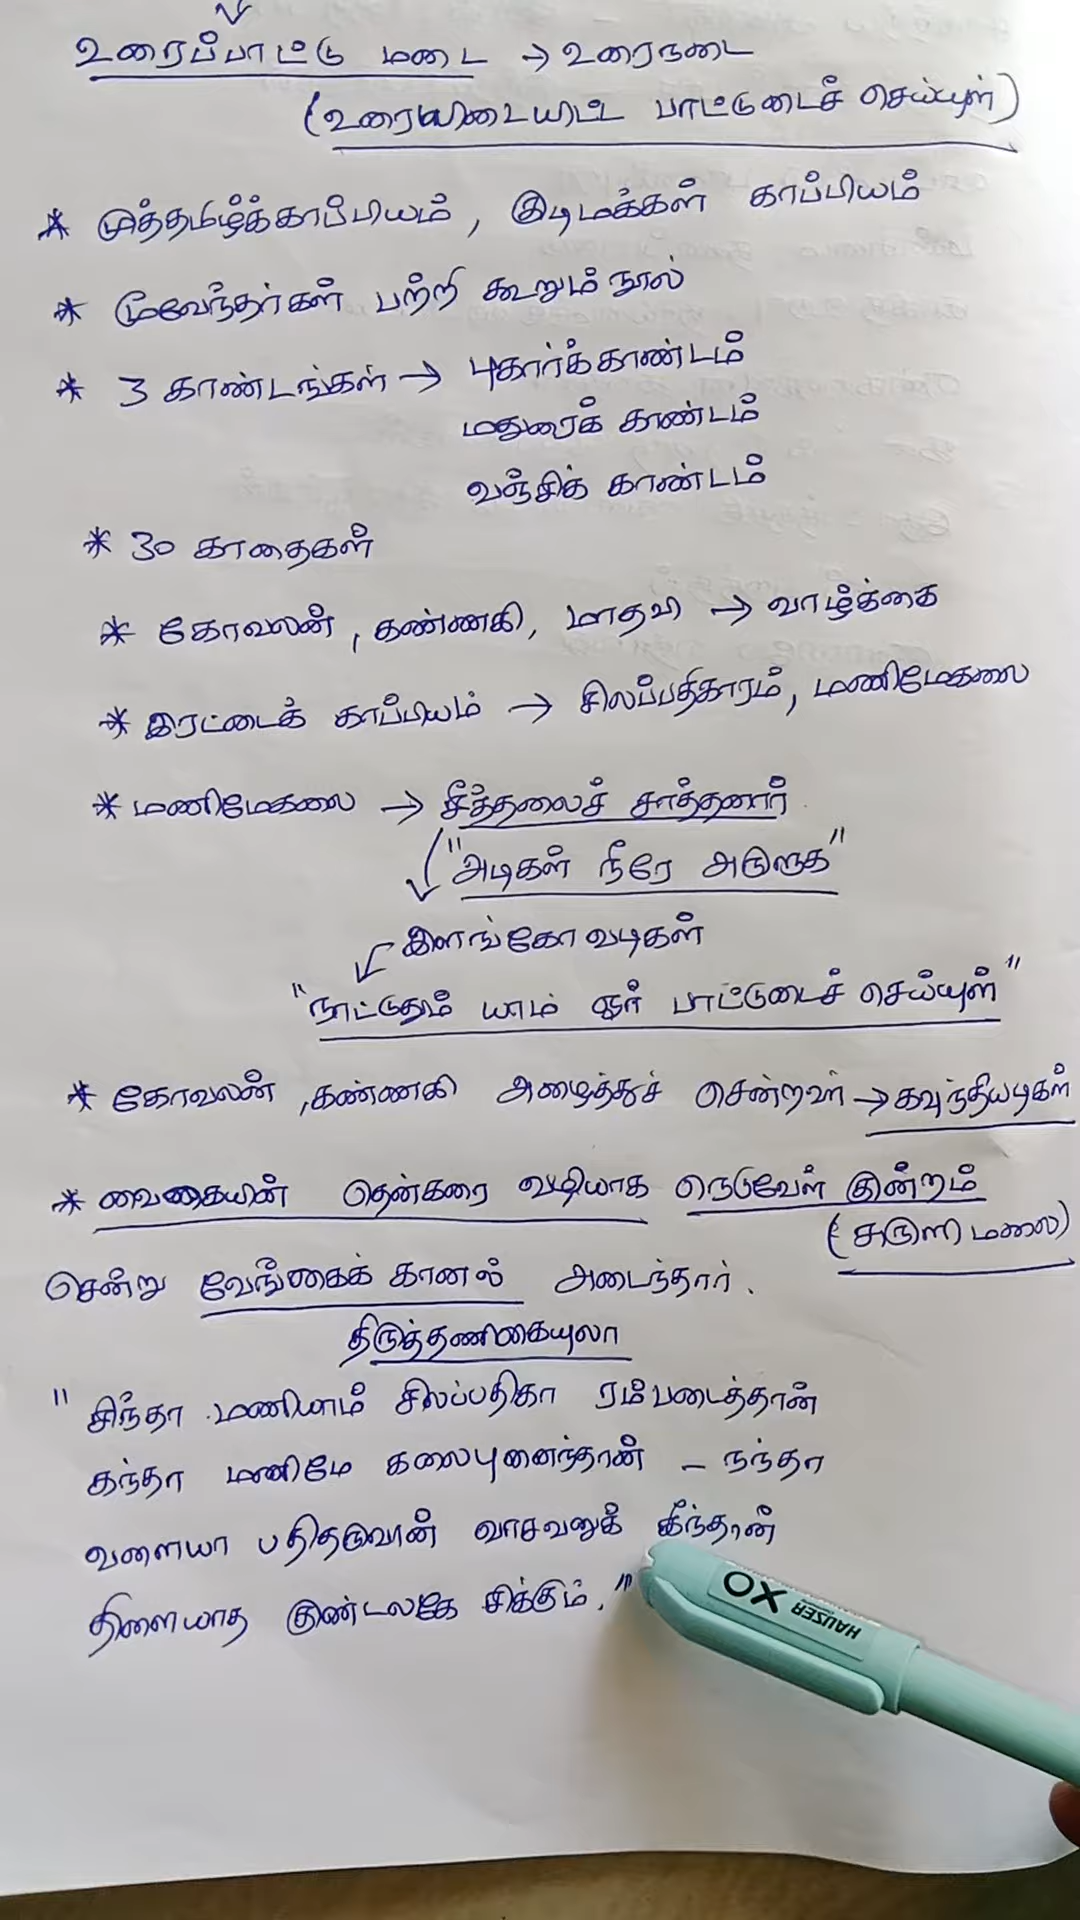 உரைப்பாட்டு மடை → உரைநடை
(உரையிடையிட்ட பாட்டுடைச் செய்யுள்)
* முத்தமிழ்க்காப்பியம், குடிமக்கள் காப்பியம்
* மூவேந்தர்கள் பற்றி கூறும் நூல்
* 3 காண்டங்கள் → புகார்க்காண்டம்
மதுரைக் காண்டம்
வஞ்சிக் காண்டம்
* 30 காதைகள்
* கோவலன், கண்ணகி, மாதவி → வாழ்க்கை
* இரட்டைக் காப்பியம் → சிலப்பதிகாரம், மணிமேகலை
* மணிமேகலை → சீத்தலைச் சாத்தனார்
"அடிகள் நீரே அருளுக"
இளங்கோவடிகள்
"நாட்டுதும் யாம் ஓர் பாட்டுடைச் செய்யுள்"
* கோவலன், கண்ணகி அழைத்துச் சென்றவர் → கவுந்தியடிகள்
* வைகையின் தென்கரை வழியாக நெடுவேள் குன்றம்
(சுருளி மலை)
சென்று வேங்கைக் கானல் அடைந்தார்.
திருத்தணிகையுலா
"சிந்தா மணியாம் சிலப்பதிகா ரம்படைத்தான்
கந்தா மணிமே கலைபுனைந்தான் – நந்தா
வளையா பதிதருவான் வாசவனுக் கீந்தான்
திளையாத குண்டலகே சிக்கும்."
XO
HAUSER